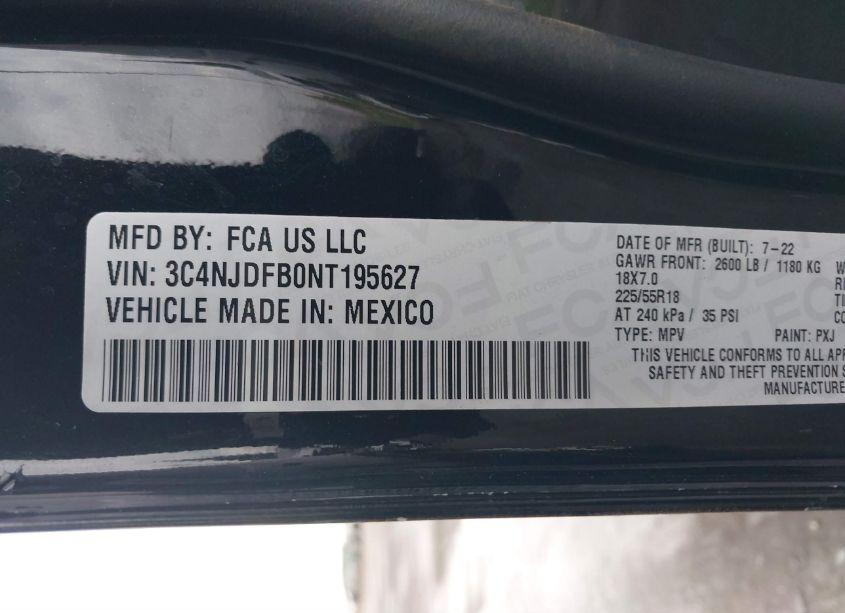 MFD BY: FCA US LLC
VIN: 3C4NJDFB0NT195627
VEHICLE MADE IN: MEXICO
DATE OF MFR (BUILT): 7-22
GAWR FRONT: 2600 LB / 1180 KG
18X7.0
225/55R18
AT 240 kPa / 35 PSI
TYPE: MPV PAINT: PXJ
THIS VEHICLE CONFORMS TO ALL
SAFETY AND THEFT PREVENTION